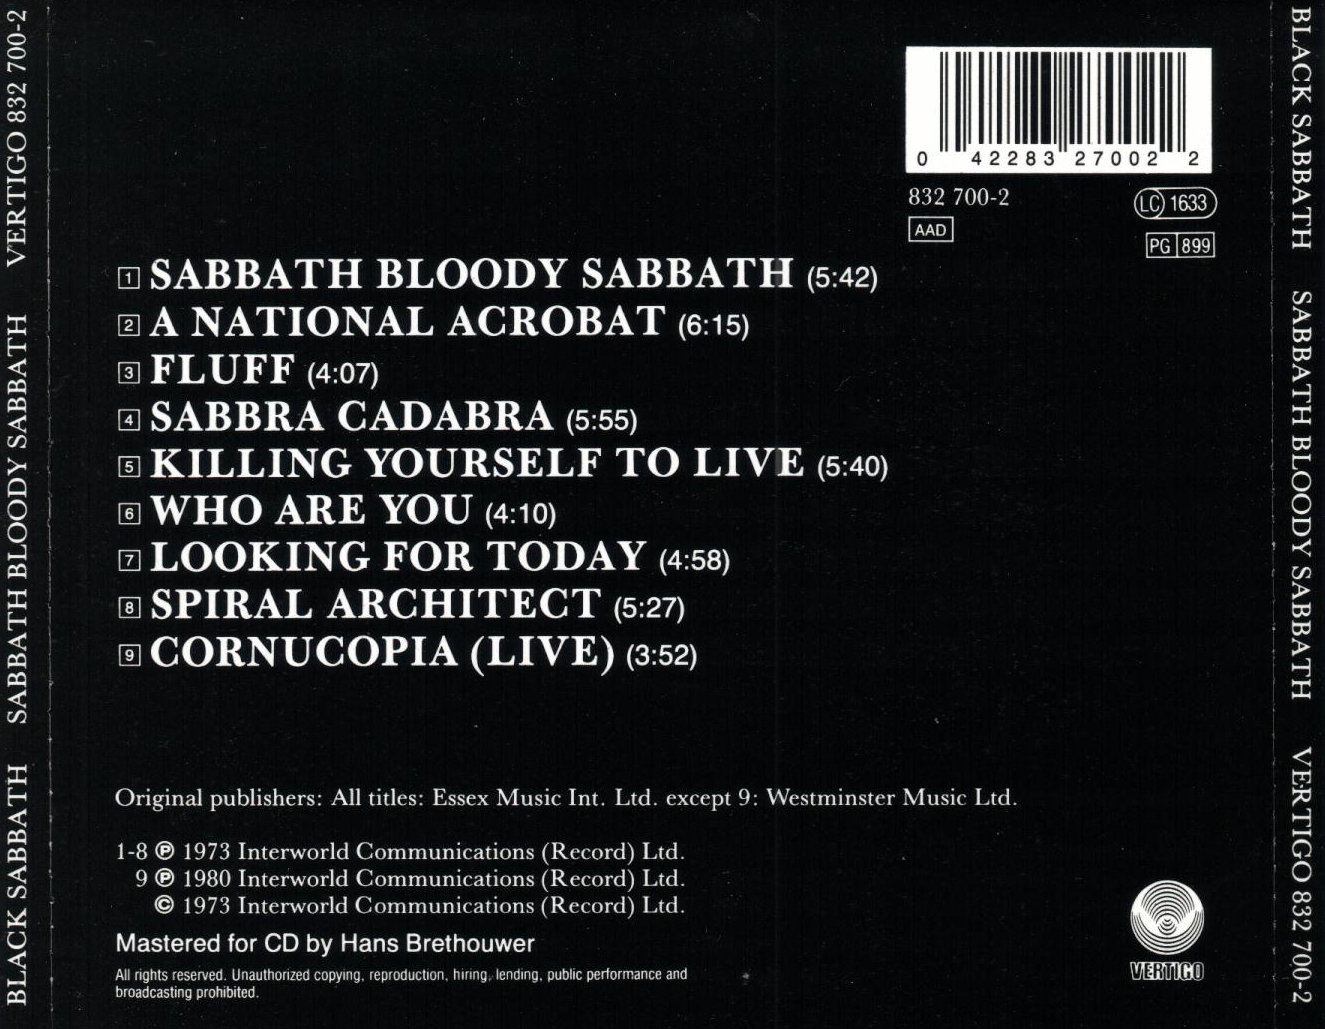 BLACK SABBATH SABBATH BLOODY SABBATH VERTIGO 832 700-2
0 42283 27002 2
832 700-2
LC 1633
AAD
PG 899
1 SABBATH BLOODY SABBATH (5:42)
2 A NATIONAL ACROBAT (6:15)
3 FLUFF (4:07)
4 SABBRA CADABRA (5:55)
5 KILLING YOURSELF TO LIVE (5:40)
6 WHO ARE YOU (4:10)
7 LOOKING FOR TODAY (4:58)
8 SPIRAL ARCHITECT (5:27)
9 CORNUCOPIA (LIVE) (3:52)
Original publishers: All titles: Essex Music Int. Ltd. except 9: Westminster Music Ltd.
1-8 ℗ 1973 Interworld Communications (Record) Ltd.
9 ℗ 1980 Interworld Communications (Record) Ltd.
© 1973 Interworld Communications (Record) Ltd.
Mastered for CD by Hans Brethouwer
All rights reserved. Unauthorized copying, reproduction, hiring, lending, public performance and
broadcasting prohibited.
VERTIGO
BLACK SABBATH SABBATH BLOODY SABBATH VERTIGO 832 700-2